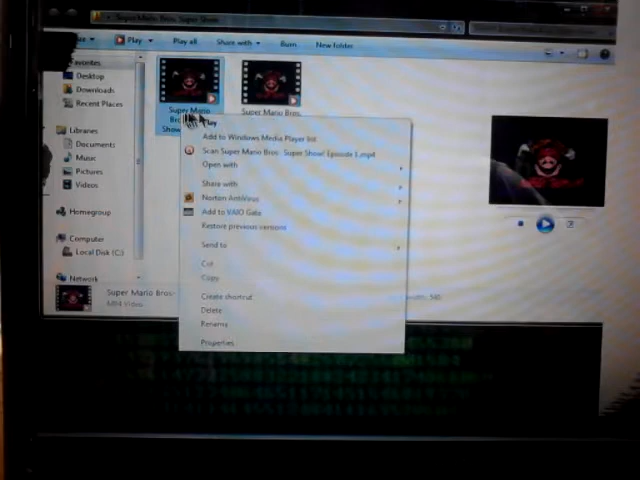 Super Mario Bros. Super Show
Play
Play all
Share with
Burn
New folder
Favorites
Desktop
Downloads
Recent Places
Libraries
Documents
Music
Pictures
Videos
Homegroup
Computer
Local Disk (C:)
Network
Super Mario
Super Mario Bros.
Play
Add to Windows Media Player list
Scan Super Mario Bros- Super Show! Episode 1.mp4
Open with
Share with
Norton AntiVirus
Add to VAIO Gate
Restore previous versions
Send to
Cut
Copy
Create shortcut
Delete
Rename
Properties
Super Mario Bros-
MP4 Video